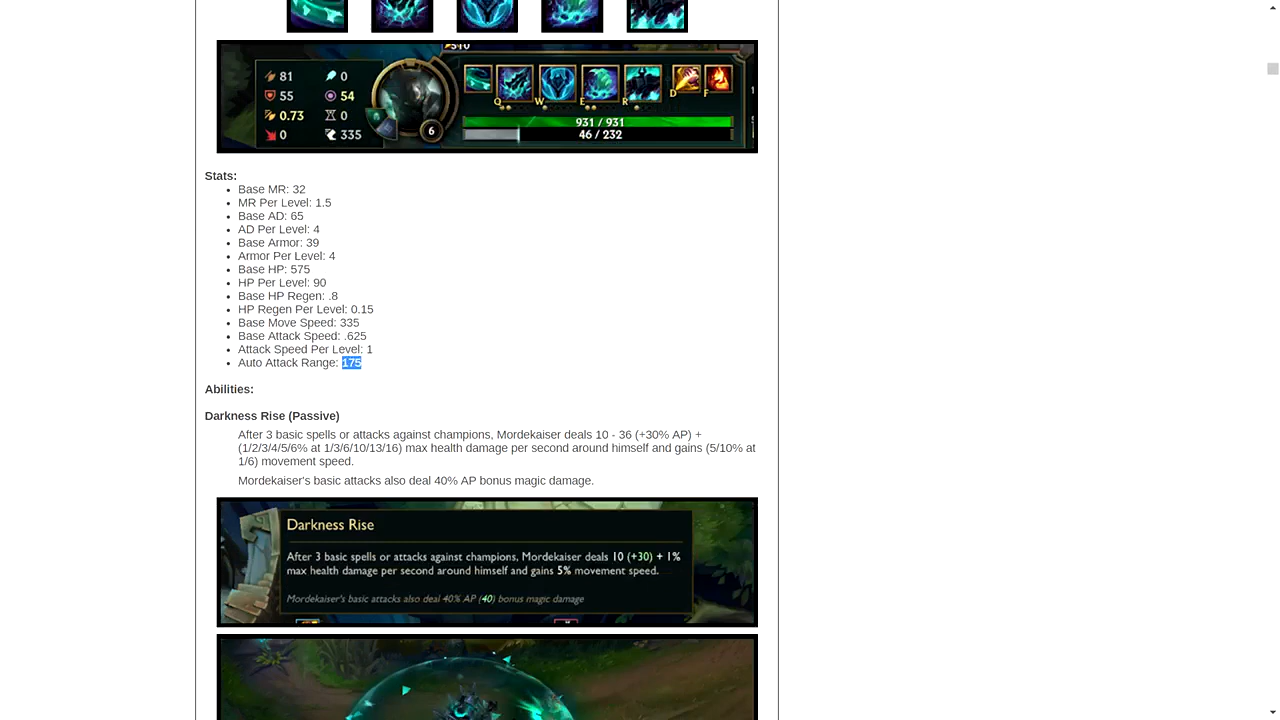 81
0
55
54
0.73
0
0
335
Q
W
E
R
D
F
6
931 / 931
46 / 232
Stats:
Base MR: 32
MR Per Level: 1.5
Base AD: 65
AD Per Level: 4
Base Armor: 39
Armor Per Level: 4
Base HP: 575
HP Per Level: 90
Base HP Regen: .8
HP Regen Per Level: 0.15
Base Move Speed: 335
Base Attack Speed: .625
Attack Speed Per Level: 1
Auto Attack Range: 175
Abilities:
Darkness Rise (Passive)
After 3 basic spells or attacks against champions, Mordekaiser deals 10 - 36 (+30% AP) +
(1/2/3/4/5/6% at 1/3/6/10/13/16) max health damage per second around himself and gains (5/10% at
1/6) movement speed.
Mordekaiser's basic attacks also deal 40% AP bonus magic damage.
Darkness Rise
After 3 basic spells or attacks against champions, Mordekaiser deals 10 (+30) + 1%
max health damage per second around himself and gains 5% movement speed.
Mordekaiser's basic attacks also deal 40% AP (40) bonus magic damage